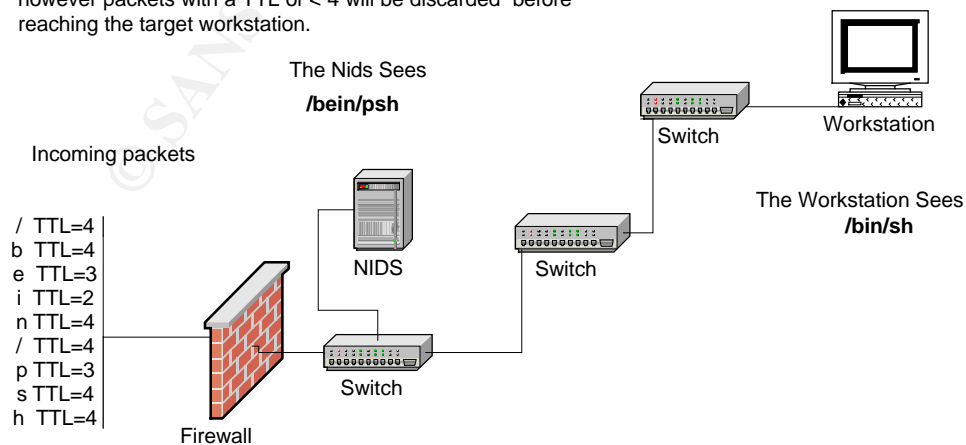 however packets with a TTL of < 4 will be discarded before
reaching the target workstation.
The Nids Sees
/bein/psh
Switch
Workstation
Incoming packets
The Workstation Sees
/bin/sh
/ TTL=4
b TTL=4
e TTL=3
i TTL=2
n TTL=4
/ TTL=4
p TTL=3
s TTL=4
h TTL=4
NIDS
Switch
Switch
Firewall
© SANS